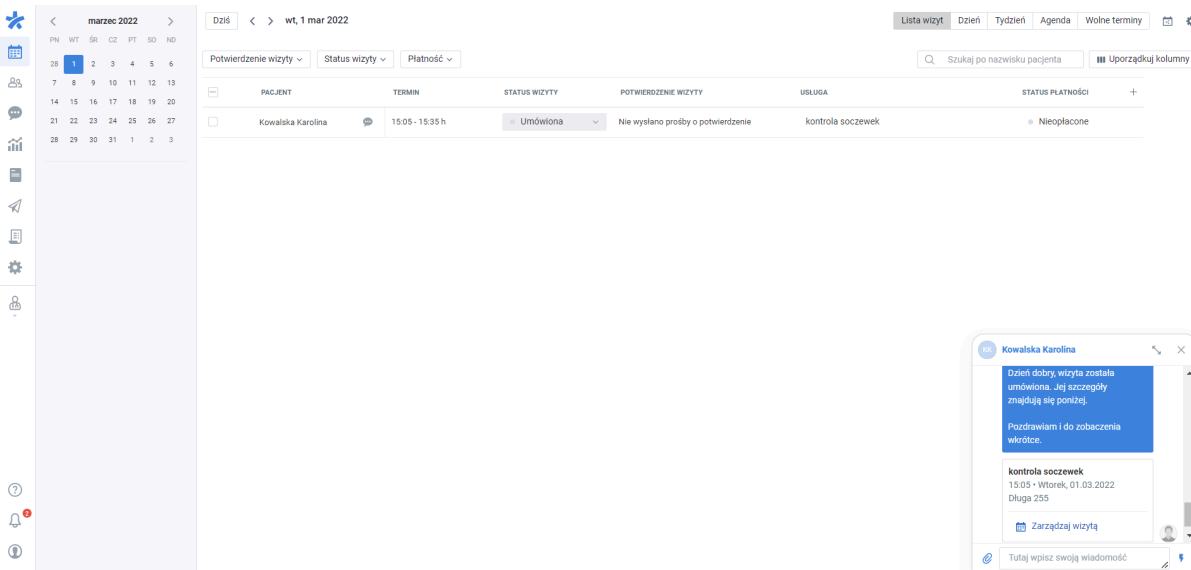 marzec 2022
PN WT ŚR CZ PT SO ND
28 1 2 3 4 5 6
7 8 9 10 11 12 13
14 15 16 17 18 19 20
21 22 23 24 25 26 27
28 29 30 31 1 2 3
2
Dziś wt, 1 mar 2022
Lista wizyt Dzień Tydzień Agenda Wolne terminy
Potwierdzenie wizyty Status wizyty Płatność
Szukaj po nazwisku pacjenta Uporządkuj kolumny
PACJENT TERMIN STATUS WIZYTY POTWIERDZENIE WIZYTY USŁUGA STATUS PŁATNOŚCI
Kowalska Karolina 15:05 - 15:35 h Umówiona Nie wysłano prośby o potwierdzenie kontrola soczewek Nieopłacone
KK Kowalska Karolina
Dzień dobry, wizyta została
umówiona. Jej szczegóły
znajdują się poniżej.
Pozdrawiam i do zobaczenia
wkrótce.
kontrola soczewek
15:05 • Wtorek, 01.03.2022
Długa 255
Zarządzaj wizytą
Tutaj wpisz swoją wiadomość